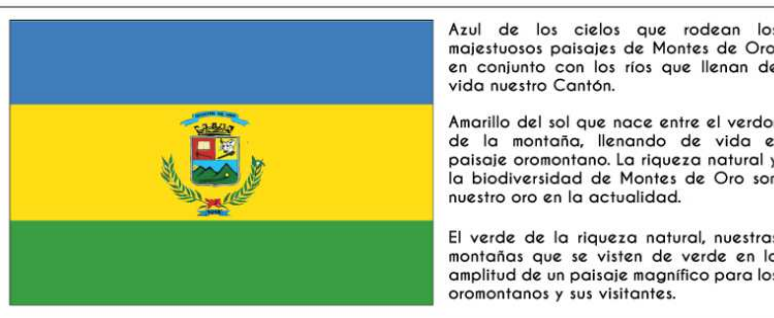 Azul de los cielos que rodean los
majestuosos paisajes de Montes de Oro
en conjunto con los ríos que llenan de
vida nuestro Cantón.
Amarillo del sol que nace entre el verdor
de la montaña, llenando de vida e
paisaje oromontano. La riqueza natural y
la biodiversidad de Montes de Oro son
nuestro oro en la actualidad.
El verde de la riqueza natural, nuestras
montañas que se visten de verde en la
amplitud de un paisaje magnífico para los
oromontanos y sus visitantes.